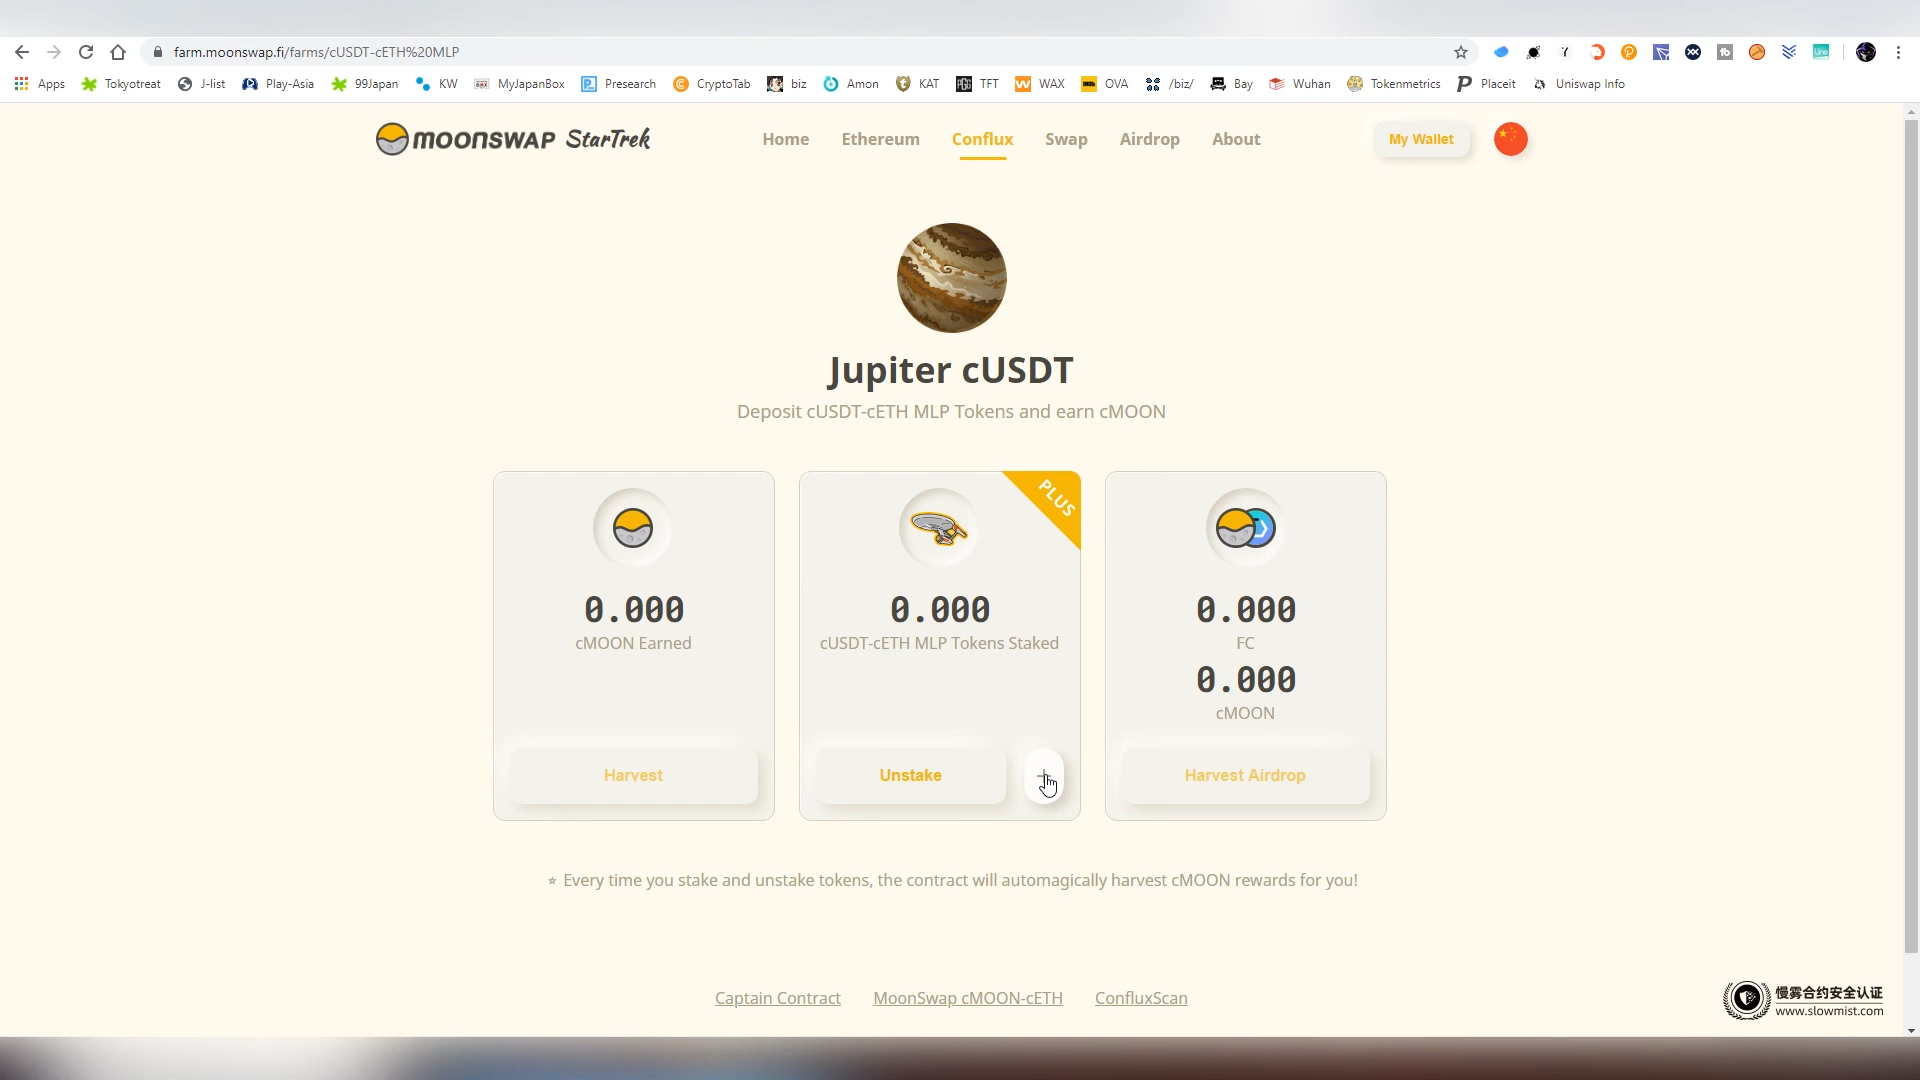 farm.moonswap.fi/farms/cUSDT-cETH%20MLP
Apps Tokyotreat J-list Play-Asia 99Japan KW MyJapanBox Presearch CryptoTab biz Amon KAT TFT WAX OVA /biz/ Bay Wuhan Tokenmetrics Placeit Uniswap Info
MOONSWAP StarTrek Home Ethereum Conflux Swap Airdrop About My Wallet
Jupiter cUSDT
Deposit cUSDT-cETH MLP Tokens and earn cMOON
PLUS
0.000
cMOON Earned
Harvest
0.000
cUSDT-cETH MLP Tokens Staked
Unstake +
0.000
FC
0.000
cMOON
Harvest Airdrop
* Every time you stake and unstake tokens, the contract will automagically harvest cMOON rewards for you!
Captain Contract MoonSwap cMOON-cETH ConfluxScan
慢雾合约安全认证
www.slowmist.com